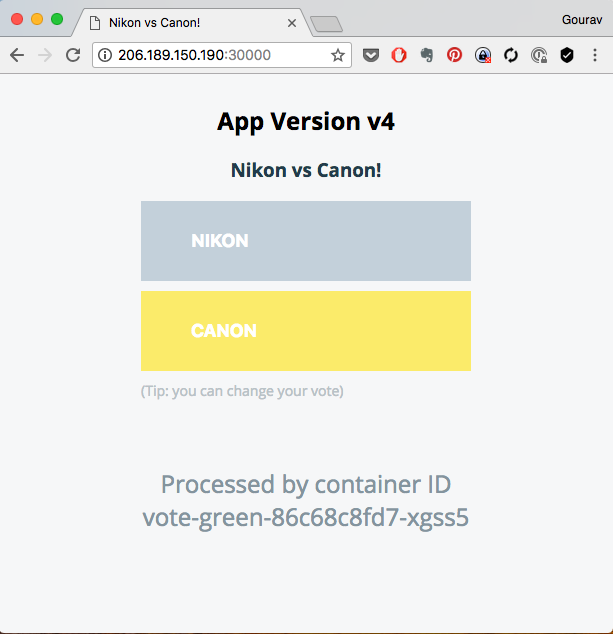 Nikon vs Canon!
Gourav
206.189.150.190:30000
App Version v4
Nikon vs Canon!
NIKON
CANON
(Tip: you can change your vote)
Processed by container ID
vote-green-86c68c8fd7-xgss5